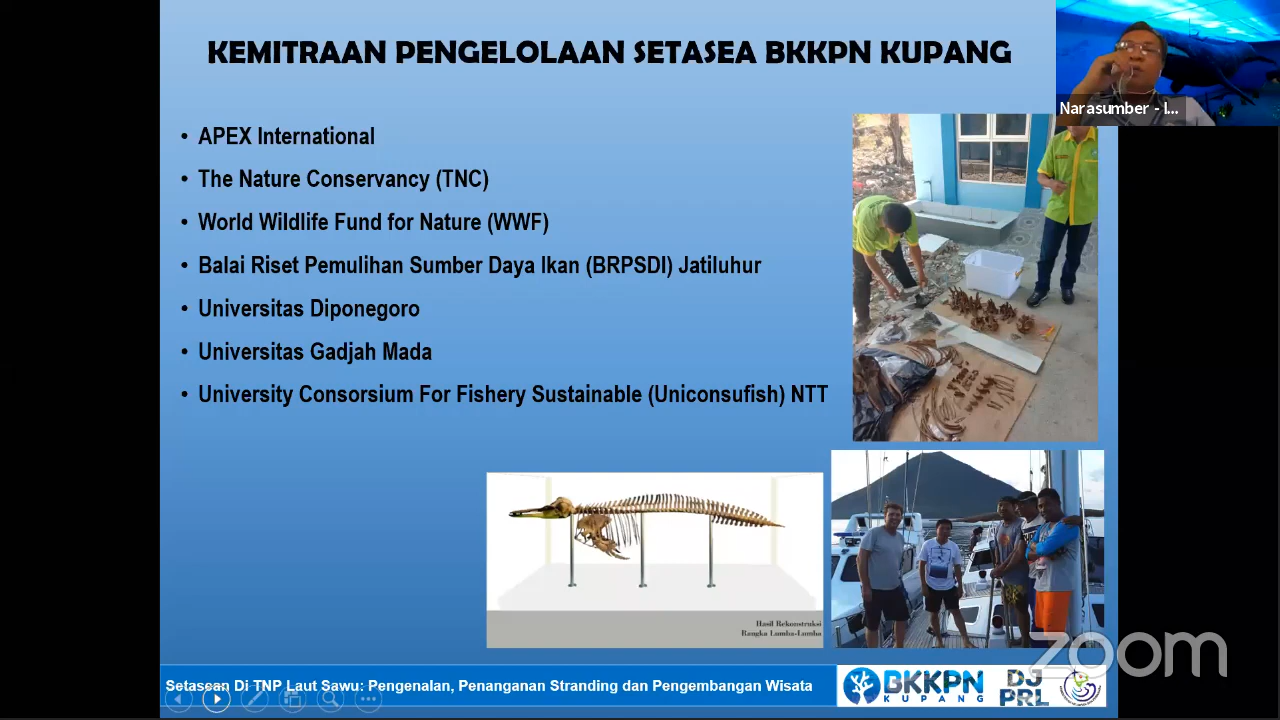 KEMITRAAN PENGELOLAAN SETASEA BKKPN KUPANG
Narasumber - I...
• APEX International
• The Nature Conservancy (TNC)
• World Wildlife Fund for Nature (WWF)
• Balai Riset Pemulihan Sumber Daya Ikan (BRPSDI) Jatiluhur
• Universitas Diponegoro
• Universitas Gadjah Mada
• University Consorsium For Fishery Sustainable (Uniconsufish) NTT
Hasil Rekonstruksi
Rangka Lumba-Lumba
zoom
Setasean Di TNP Laut Sawu: Pengenalan, Penanganan Stranding dan Pengembangan Wisata
BKKPN
KUPANG
DJ
PRL